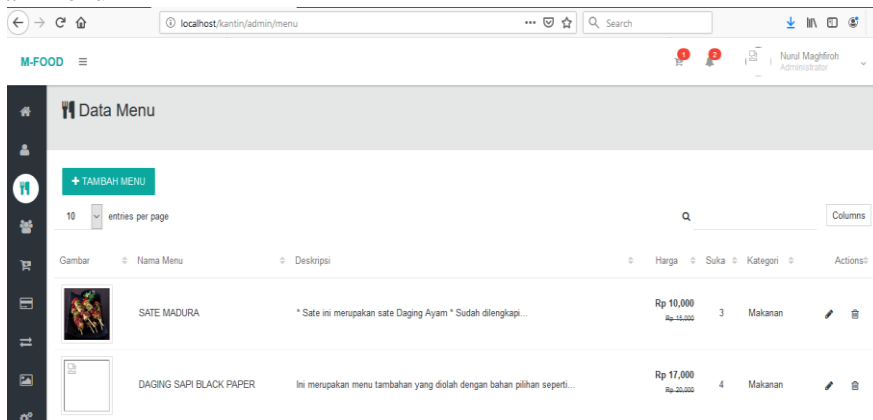 localhost/kantin/admin/menu
Search
M-FOOD
1
2
Nurul Maghfiroh
Administrator
Data Menu
+ TAMBAH MENU
10 entries per page
Columns
Gambar Nama Menu Deskripsi Harga Suka Kategori Actions
SATE MADURA * Sate ini merupakan sate Daging Ayam * Sudah dilengkapi... Rp 10,000 3 Makanan
Rp 15,000
DAGING SAPI BLACK PAPER Ini merupakan menu tambahan yang diolah dengan bahan pilihan seperti... Rp 17,000 4 Makanan
Rp 20,000